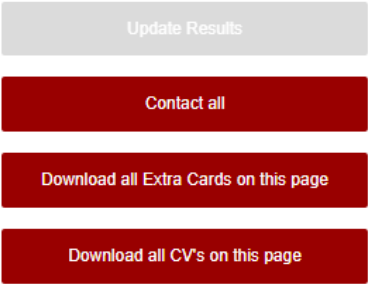 Update Results
Contact all
Download all Extra Cards on this page
Download all CV's on this page